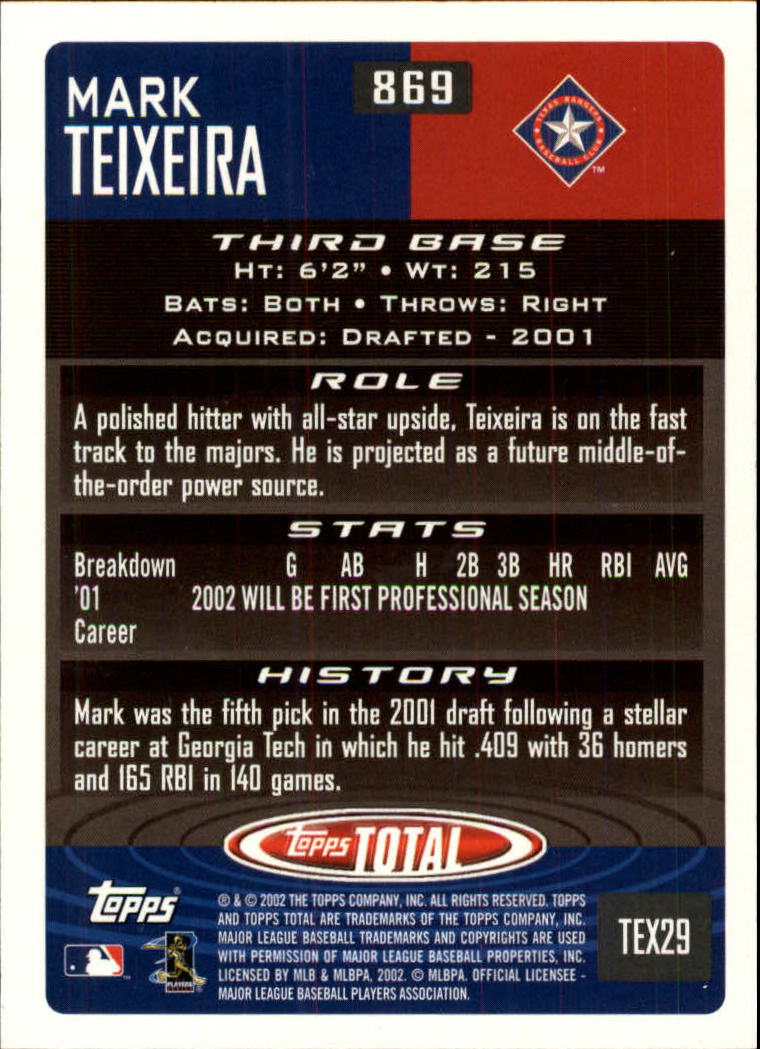 MARK
TEIXEIRA
869
TEXAS RANGERS
BASEBALL CLUB
TM
THIRD BASE
HT: 6'2" • WT: 215
BATS: BOTH • THROWS: RIGHT
ACQUIRED: DRAFTED - 2001
ROLE
A polished hitter with all-star upside, Teixeira is on the fast
track to the majors. He is projected as a future middle-of-
the-order power source.
STATS
Breakdown G AB H 2B 3B HR RBI AVG
'01 2002 WILL BE FIRST PROFESSIONAL SEASON
Career
HISTORY
Mark was the fifth pick in the 2001 draft following a stellar
career at Georgia Tech in which he hit .409 with 36 homers
and 165 RBI in 140 games.
topps TOTAL
topps®
® & © 2002 THE TOPPS COMPANY, INC. ALL RIGHTS RESERVED. TOPPS
AND TOPPS TOTAL ARE TRADEMARKS OF THE TOPPS COMPANY, INC.
MAJOR LEAGUE BASEBALL TRADEMARKS AND COPYRIGHTS ARE USED
WITH PERMISSION OF MAJOR LEAGUE BASEBALL PROPERTIES, INC.
LICENSED BY MLB & MLBPA, 2002. © MLBPA. OFFICIAL LICENSEE -
MAJOR LEAGUE BASEBALL PLAYERS ASSOCIATION.
TEX29
PLAYERS